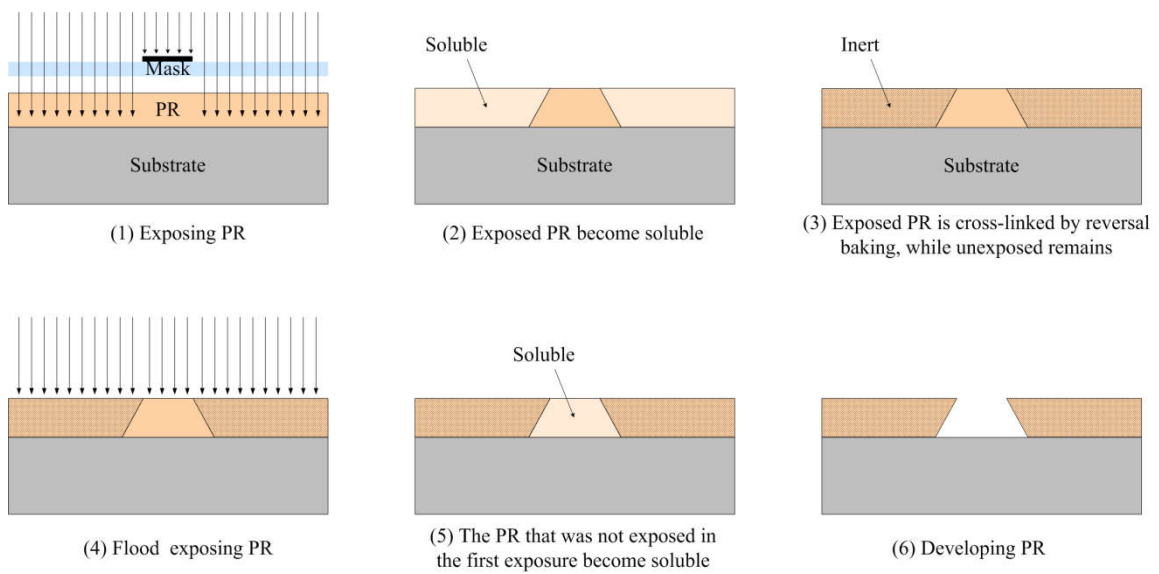 Mask
PR
Substrate
(1) Exposing PR
Soluble
Substrate
(2) Exposed PR become soluble
Inert
Substrate
(3) Exposed PR is cross-linked by reversal
baking, while unexposed remains
(4) Flood exposing PR
Soluble
(5) The PR that was not exposed in
the first exposure become soluble
(6) Developing PR